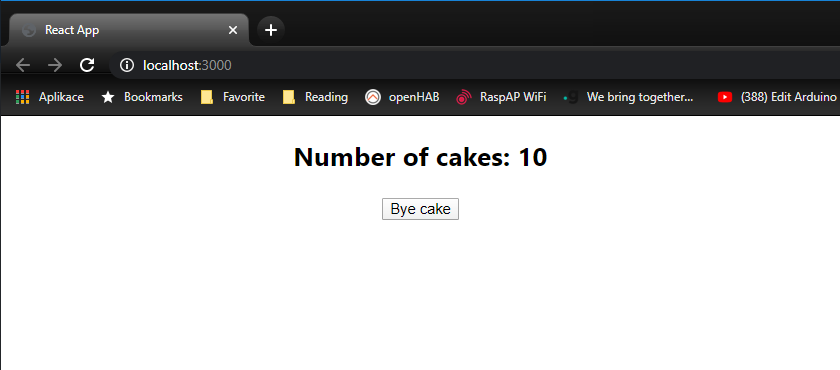 React App
localhost:3000
Aplikace Bookmarks Favorite Reading openHAB RaspAP WiFi We bring together... (388) Edit Arduino
Number of cakes: 10
Bye cake